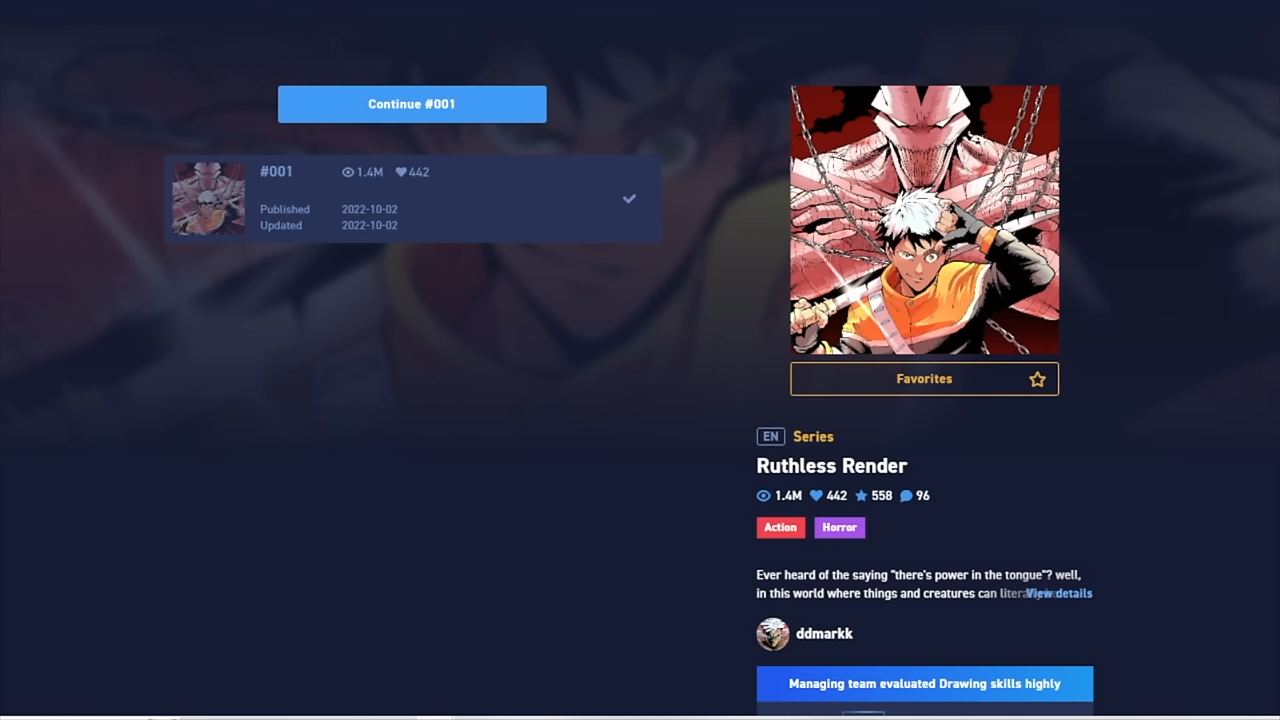 Continue #001
#001 1.4M 442
Published 2022-10-02
Updated 2022-10-02
Favorites
EN Series
Ruthless Render
1.4M 442 558 96
Action Horror
Ever heard of the saying "there's power in the tongue"? well,
in this world where things and creatures can View details
ddmarkk
Managing team evaluated Drawing skills highly